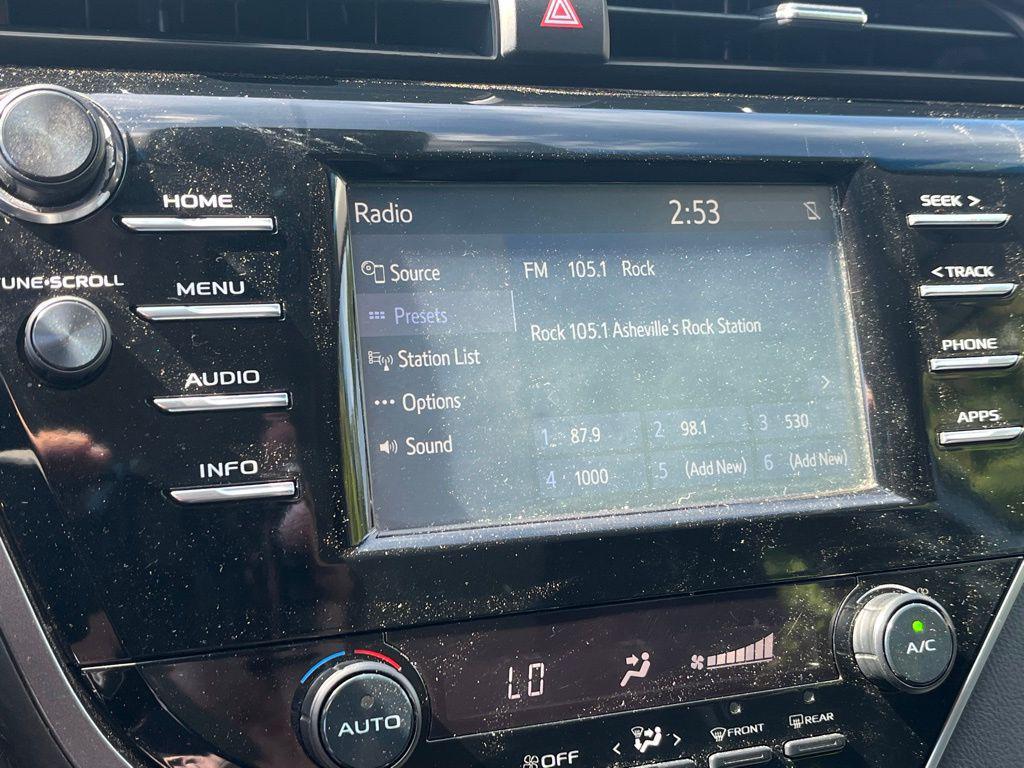 Radio 2:53
HOME
TUNE•SCROLL
MENU
AUDIO
INFO
Source
Presets
Station List
Options
Sound
FM 105.1 Rock
Rock 105.1 Asheville's Rock Station
1 87.9 2 98.1 3 530
4 1000 5 (Add New) 6 (Add New)
SEEK >
< TRACK
PHONE
APPS
LO
AUTO
A/C
OFF
FRONT
REAR